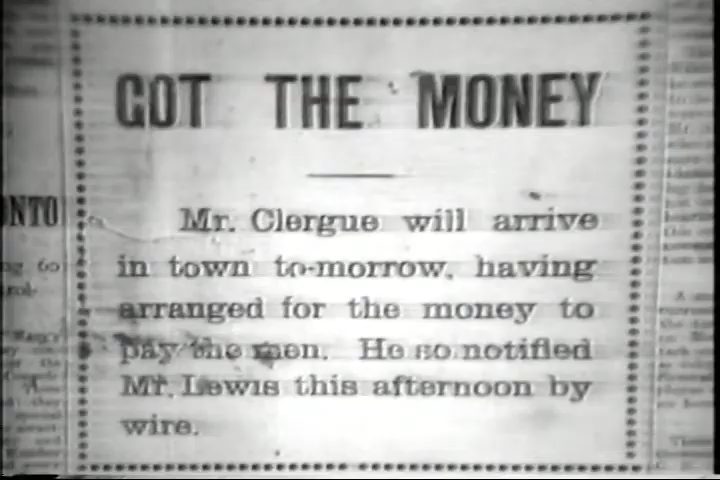 GOT THE MONEY
Mr. Clergue will arrive
in town to-morrow, having
arranged for the money to
pay the men. He so notified
Mr. Lewis this afternoon by
wire.
NTO